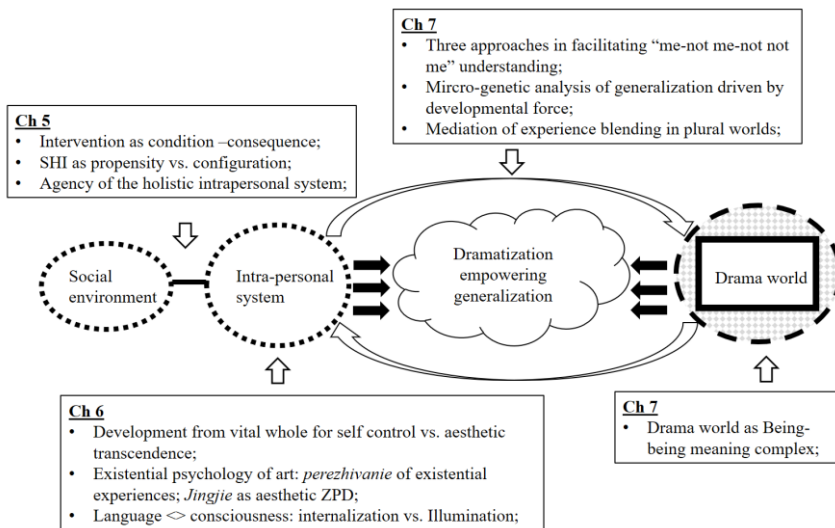 Ch 7
• Three approaches in facilitating “me-not me-not not
me” understanding;
• Mircro-genetic analysis of generalization driven by
developmental force;
• Mediation of experience blending in plural worlds;
Ch 5
• Intervention as condition –consequence;
• SHI as propensity vs. configuration;
• Agency of the holistic intrapersonal system;
Social
environment
Intra-personal
system
Dramatization
empowering
generalization
Drama world
Ch 6
• Development from vital whole for self control vs. aesthetic
transcendence;
• Existential psychology of art: perezhivanie of existential
experiences; Jingjie as aesthetic ZPD;
• Language <> consciousness: internalization vs. Illumination;
Ch 7
• Drama world as Being-
being meaning complex;